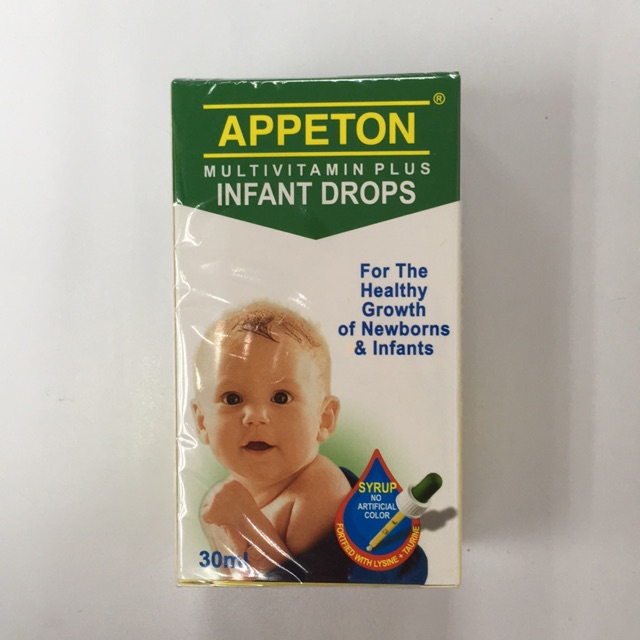 APPETON®
MULTIVITAMIN PLUS
INFANT DROPS
For The
Healthy
Growth
of Newborns
& Infants
SYRUP
NO
ARTIFICIAL
COLOR
FORTIFIED WITH LYSINE + TAURINE
30ml